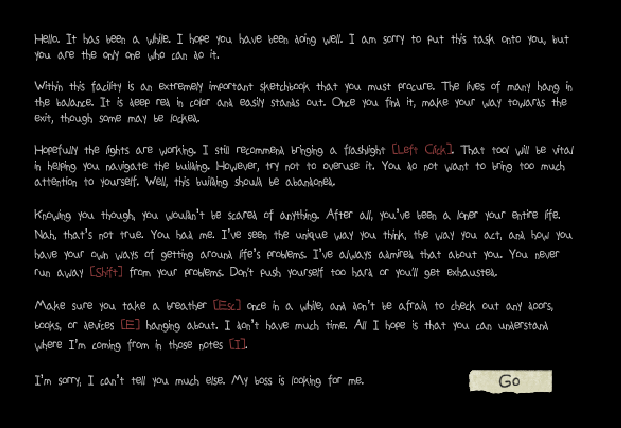 Hello. It has been a while. I hope you have been doing well. I am sorry to put this task onto you, but
you are the only one who can do it.
Within this facility is an extremely important sketchbook that you must procure. The lives of many hang in
the balance. It is deep red in color and easily stands out. Once you find it, make your way towards the
exit, though some may be locked.
Hopefully the lights are working. I still recommend bringing a flashlight [Left Click]. That tool will be vital
in helping you navigate the building. However, try not to overuse it. You do not want to bring too much
attention to yourself. Well, this building should be abandoned.
Knowing you though, you wouldn't be scared of anything. After all, you've been a loner your entire life.
Nah, that's not true. You had me. I've seen the unique way you think, the way you act, and how you
have your own ways of getting around life's problems. I've always admired that about you. You never
run away [Shift] from your problems. Don't push yourself too hard or you'll get exhausted.
Make sure you take a breather [Esc] once in a while, and don't be afraid to check out any doors,
books, or devices [E] hanging about. I don't have much time. All I hope is that you can understand
where I'm coming from in those notes [I].
I'm sorry, I can't tell you much else. My boss is looking for me.
Go